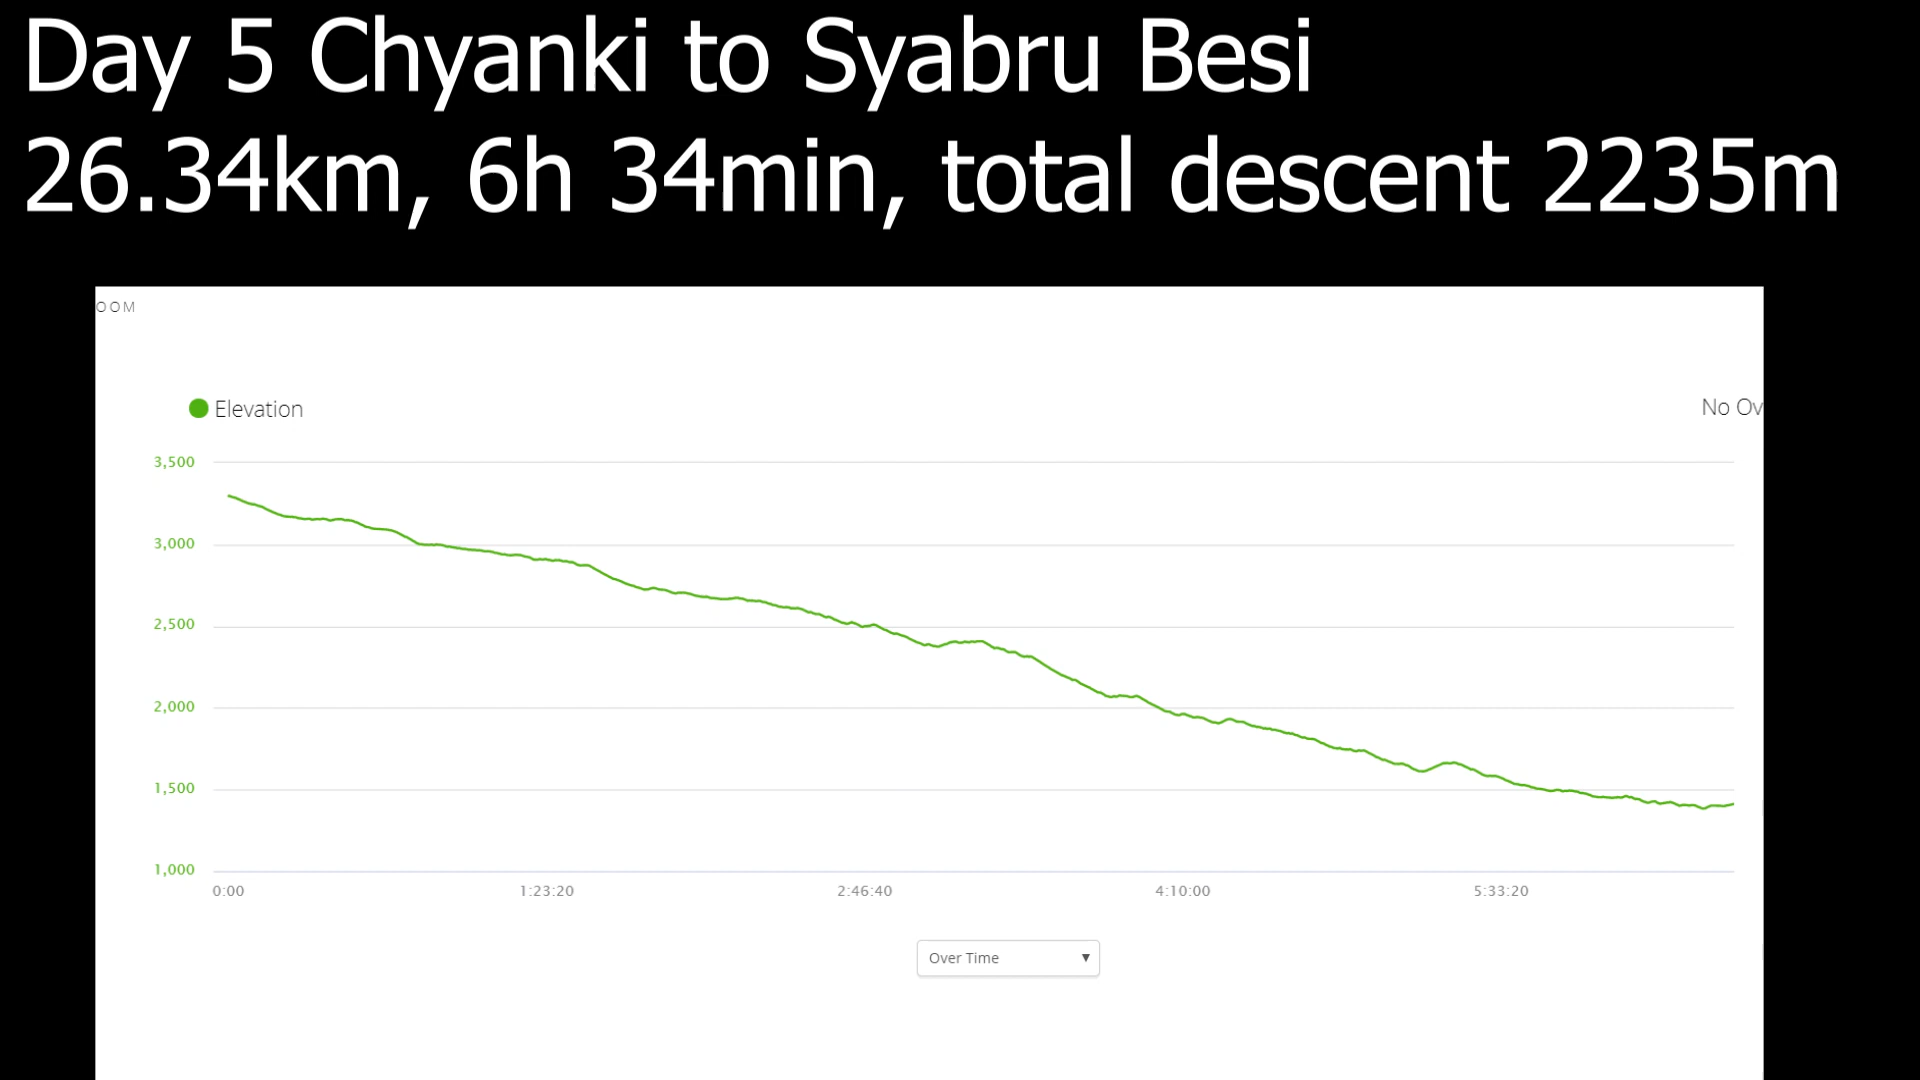 Day 5 Chyanki to Syabru Besi
26.34km, 6h 34min, total descent 2235m
OOM
Elevation
No Ov
3,500
3,000
2,500
2,000
1,500
1,000
0:00 1:23:20 2:46:40 4:10:00 5:33:20
Over Time